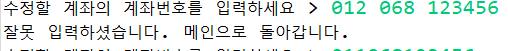 수정할 계좌의 계좌번호를 입력하세요 > 012 068 123456
잘못 입력하셨습니다. 메인으로 돌아갑니다.